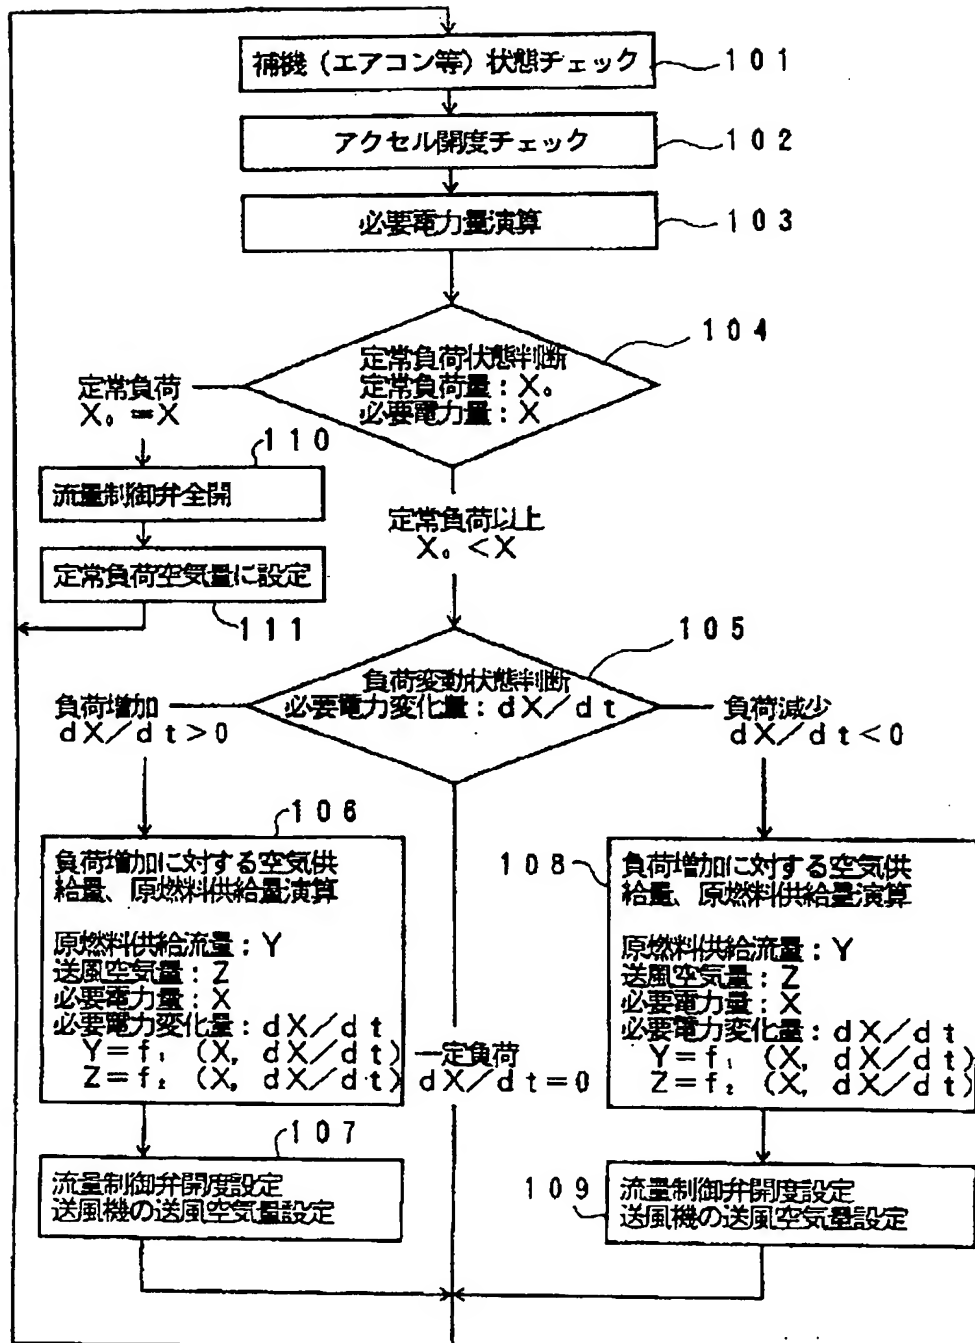 補機（エアコン等）状態チェック
101
アクセル開度チェック
102
必要電力量演算
103
104
定常負荷状態判断
定常負荷量：X₀
必要電力量：X
定常負荷
X₀＝X
110
流量制御弁全開
定常負荷以上
X₀＜X
定常負荷空気量に設定
111
105
負荷変動状態判断
必要電力変化量：dX／dt
負荷増加
dX／dt＞0
負荷減少
dX／dt＜0
106
負荷増加に対する空気供
給量、原燃料供給量演算
原燃料供給流量：Y
送風空気量：Z
必要電力量：X
必要電力変化量：dX／dt
Y＝f₁（X，dX／dt）
Z＝f₂（X，dX／dt）
一定負荷
dX／dt＝0
108
負荷増加に対する空気供
給量、原燃料供給量演算
原燃料供給流量：Y
送風空気量：Z
必要電力量：X
必要電力変化量：dX／dt
Y＝f₁（X，dX／dt）
Z＝f₂（X，dX／dt）
107
流量制御弁開度設定
送風機の送風空気量設定
109
流量制御弁開度設定
送風機の送風空気量設定